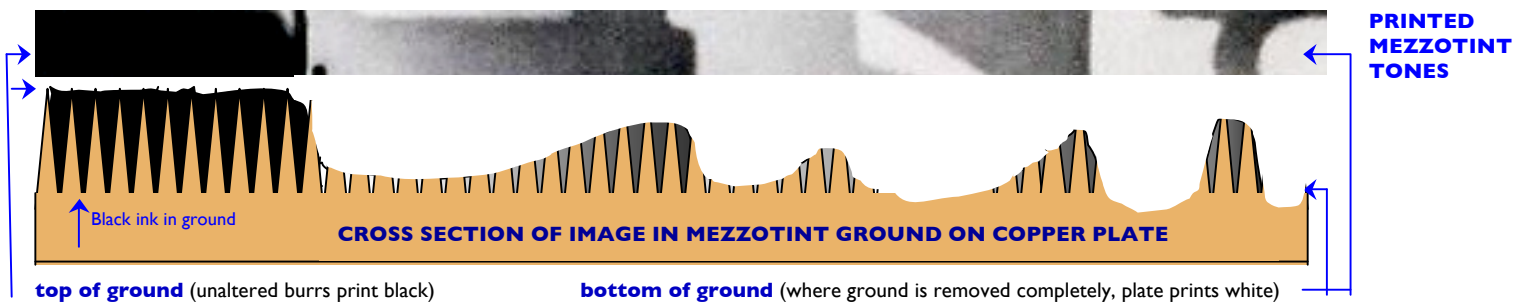 PRINTED
MEZZOTINT
TONES
Black ink in ground
CROSS SECTION OF IMAGE IN MEZZOTINT GROUND ON COPPER PLATE
top of ground (unaltered burrs print black)
bottom of ground (where ground is removed completely, plate prints white)